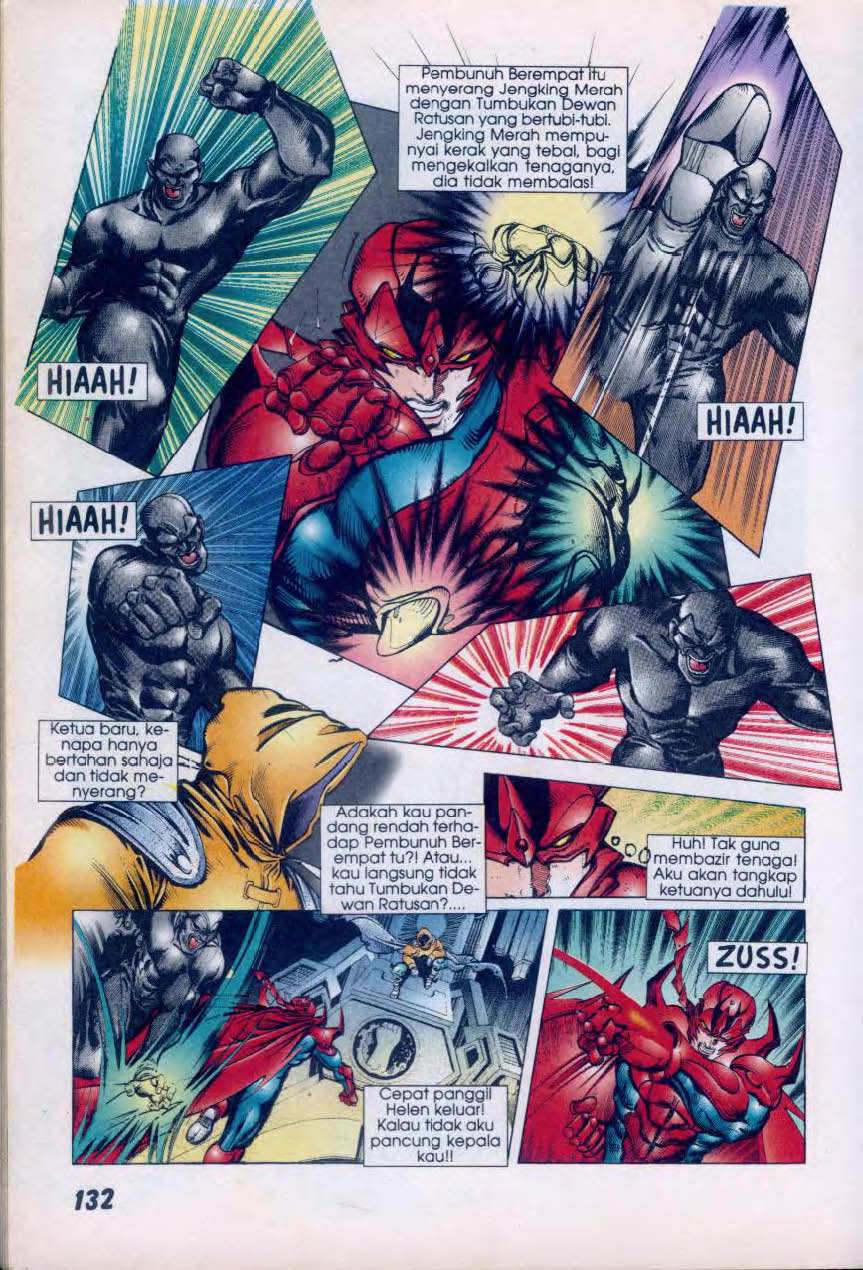 Pembunuh Berempat itu
menyerang Jengking Merah
dengan Tumbukan Dewan
Ratusan yang bertubi-tubi.
Jengking Merah mempu-
nyai kerak yang tebal, bagi
mengekalkan tenaganya,
dia tidak membalas!
HIAAH!
HIAAH!
HIAAH!
Ketua baru, ke-
napa hanya
bertahan sahaja
dan tidak me-
nyerang?
Adakah kau pan-
dang rendah terha-
dap Pembunuh Ber-
empat tu?! Atau...
kau langsung tidak
tahu Tumbukan De-
wan Ratusan?....
Huh! Tak guna
membazir tenaga!
Aku akan tangkap
ketuanya dahulu!
Cepat panggil
Helen keluar!
Kalau tidak aku
pancung kepala
kau!!
ZUSS!
132